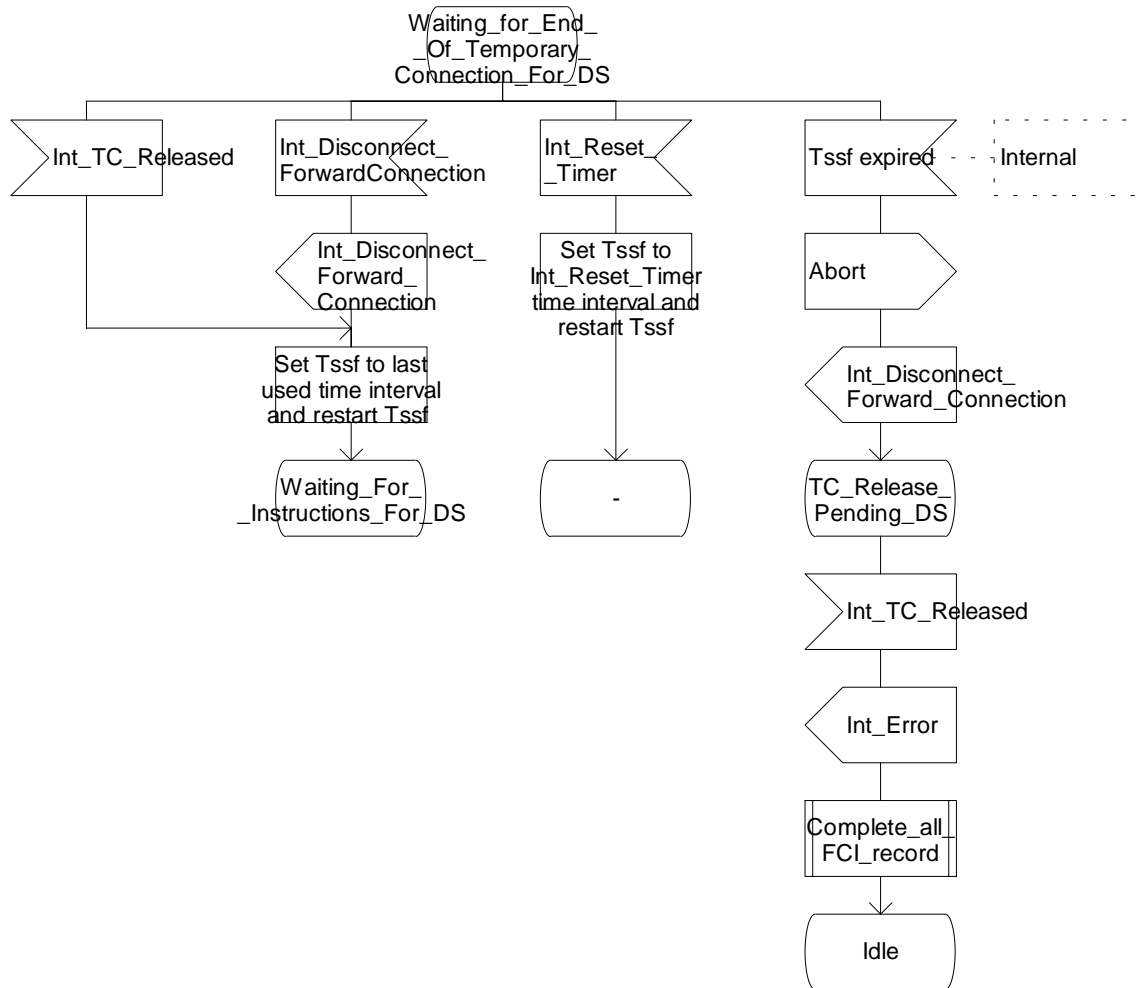 Waiting_for_End_
_Of_Temporary_
Connection_For_DS
Int_TC_Released
Int_Disconnect_
ForwardConnection
Int_Reset_
_Timer
Tssf expired
Internal
Int_Disconnect_
Forward_
Connection
Set Tssf to
Int_Reset_Timer
time interval and
restart Tssf
Abort
Set Tssf to last
used time interval
and restart Tssf
Int_Disconnect_
Forward_Connection
Waiting_For_
_Instructions_For_DS
-
TC_Release_
Pending_DS
Int_TC_Released
Int_Error
Complete_all_
FCI_record
Idle